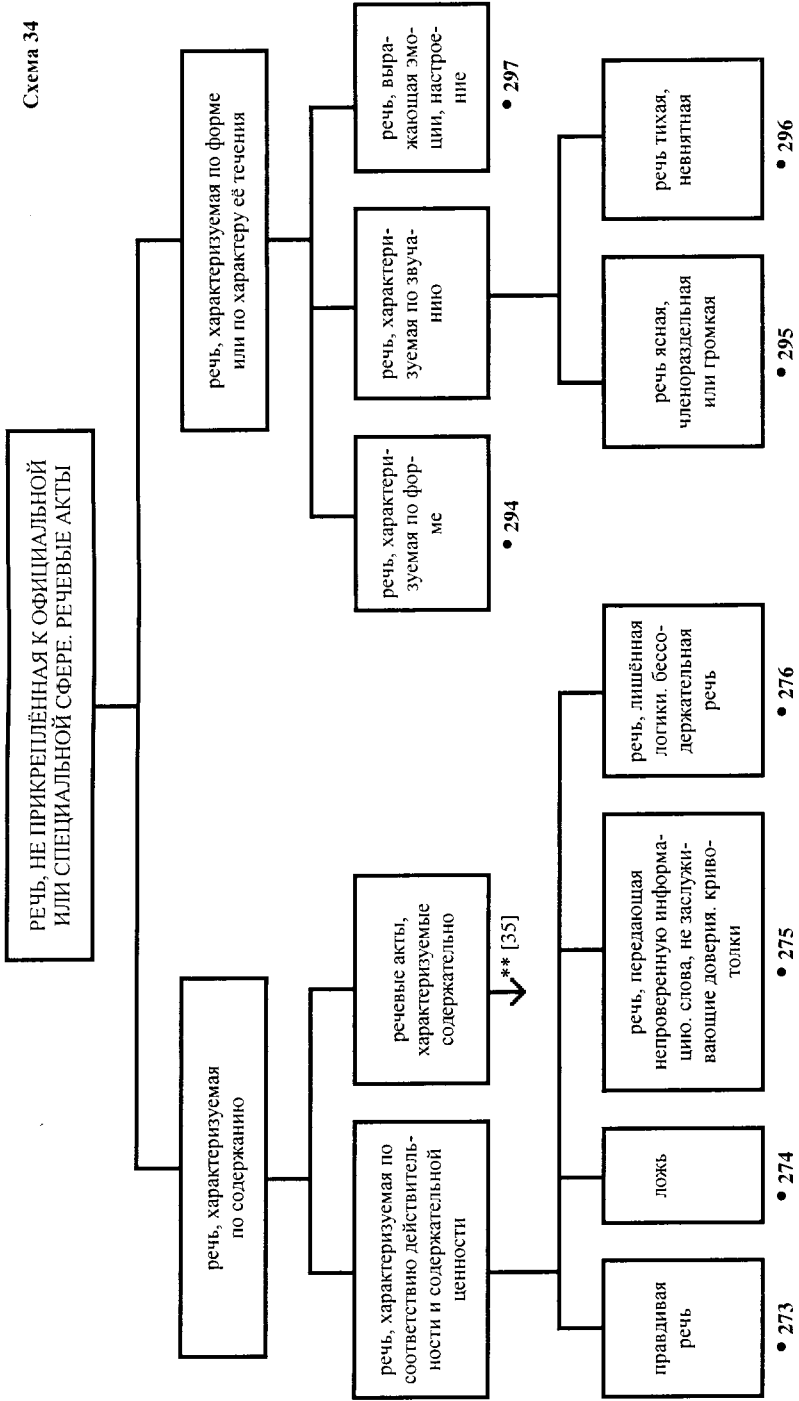 Схема 34
РЕЧЬ, НЕ ПРИКРЕПЛЁННАЯ К ОФИЦИАЛЬНОЙ
ИЛИ СПЕЦИАЛЬНОЙ СФЕРЕ. РЕЧЕВЫЕ АКТЫ
речь, характеризуемая
по содержанию
речь, характеризуемая по форме
или по характеру её течения
речь, характеризуемая по
соответствию действитель-
ности и содержательной
ценности
речевые акты,
характеризуемые
содержательно
** [35]
речь, характери-
зуемая по фор-
ме
• 294
речь, характери-
зуемая по звуча-
нию
речь, выра-
жающая эмо-
ции, настрое-
ние
• 297
правдивая
речь
• 273
ложь
• 274
речь, передающая
непроверенную информа-
цию. слова, не заслужи-
вающие доверия. криво-
толки
• 275
речь, лишённая
логики. бессо-
держательная
речь
• 276
речь ясная,
членораздельная
или громкая
• 295
речь тихая,
невнятная
• 296